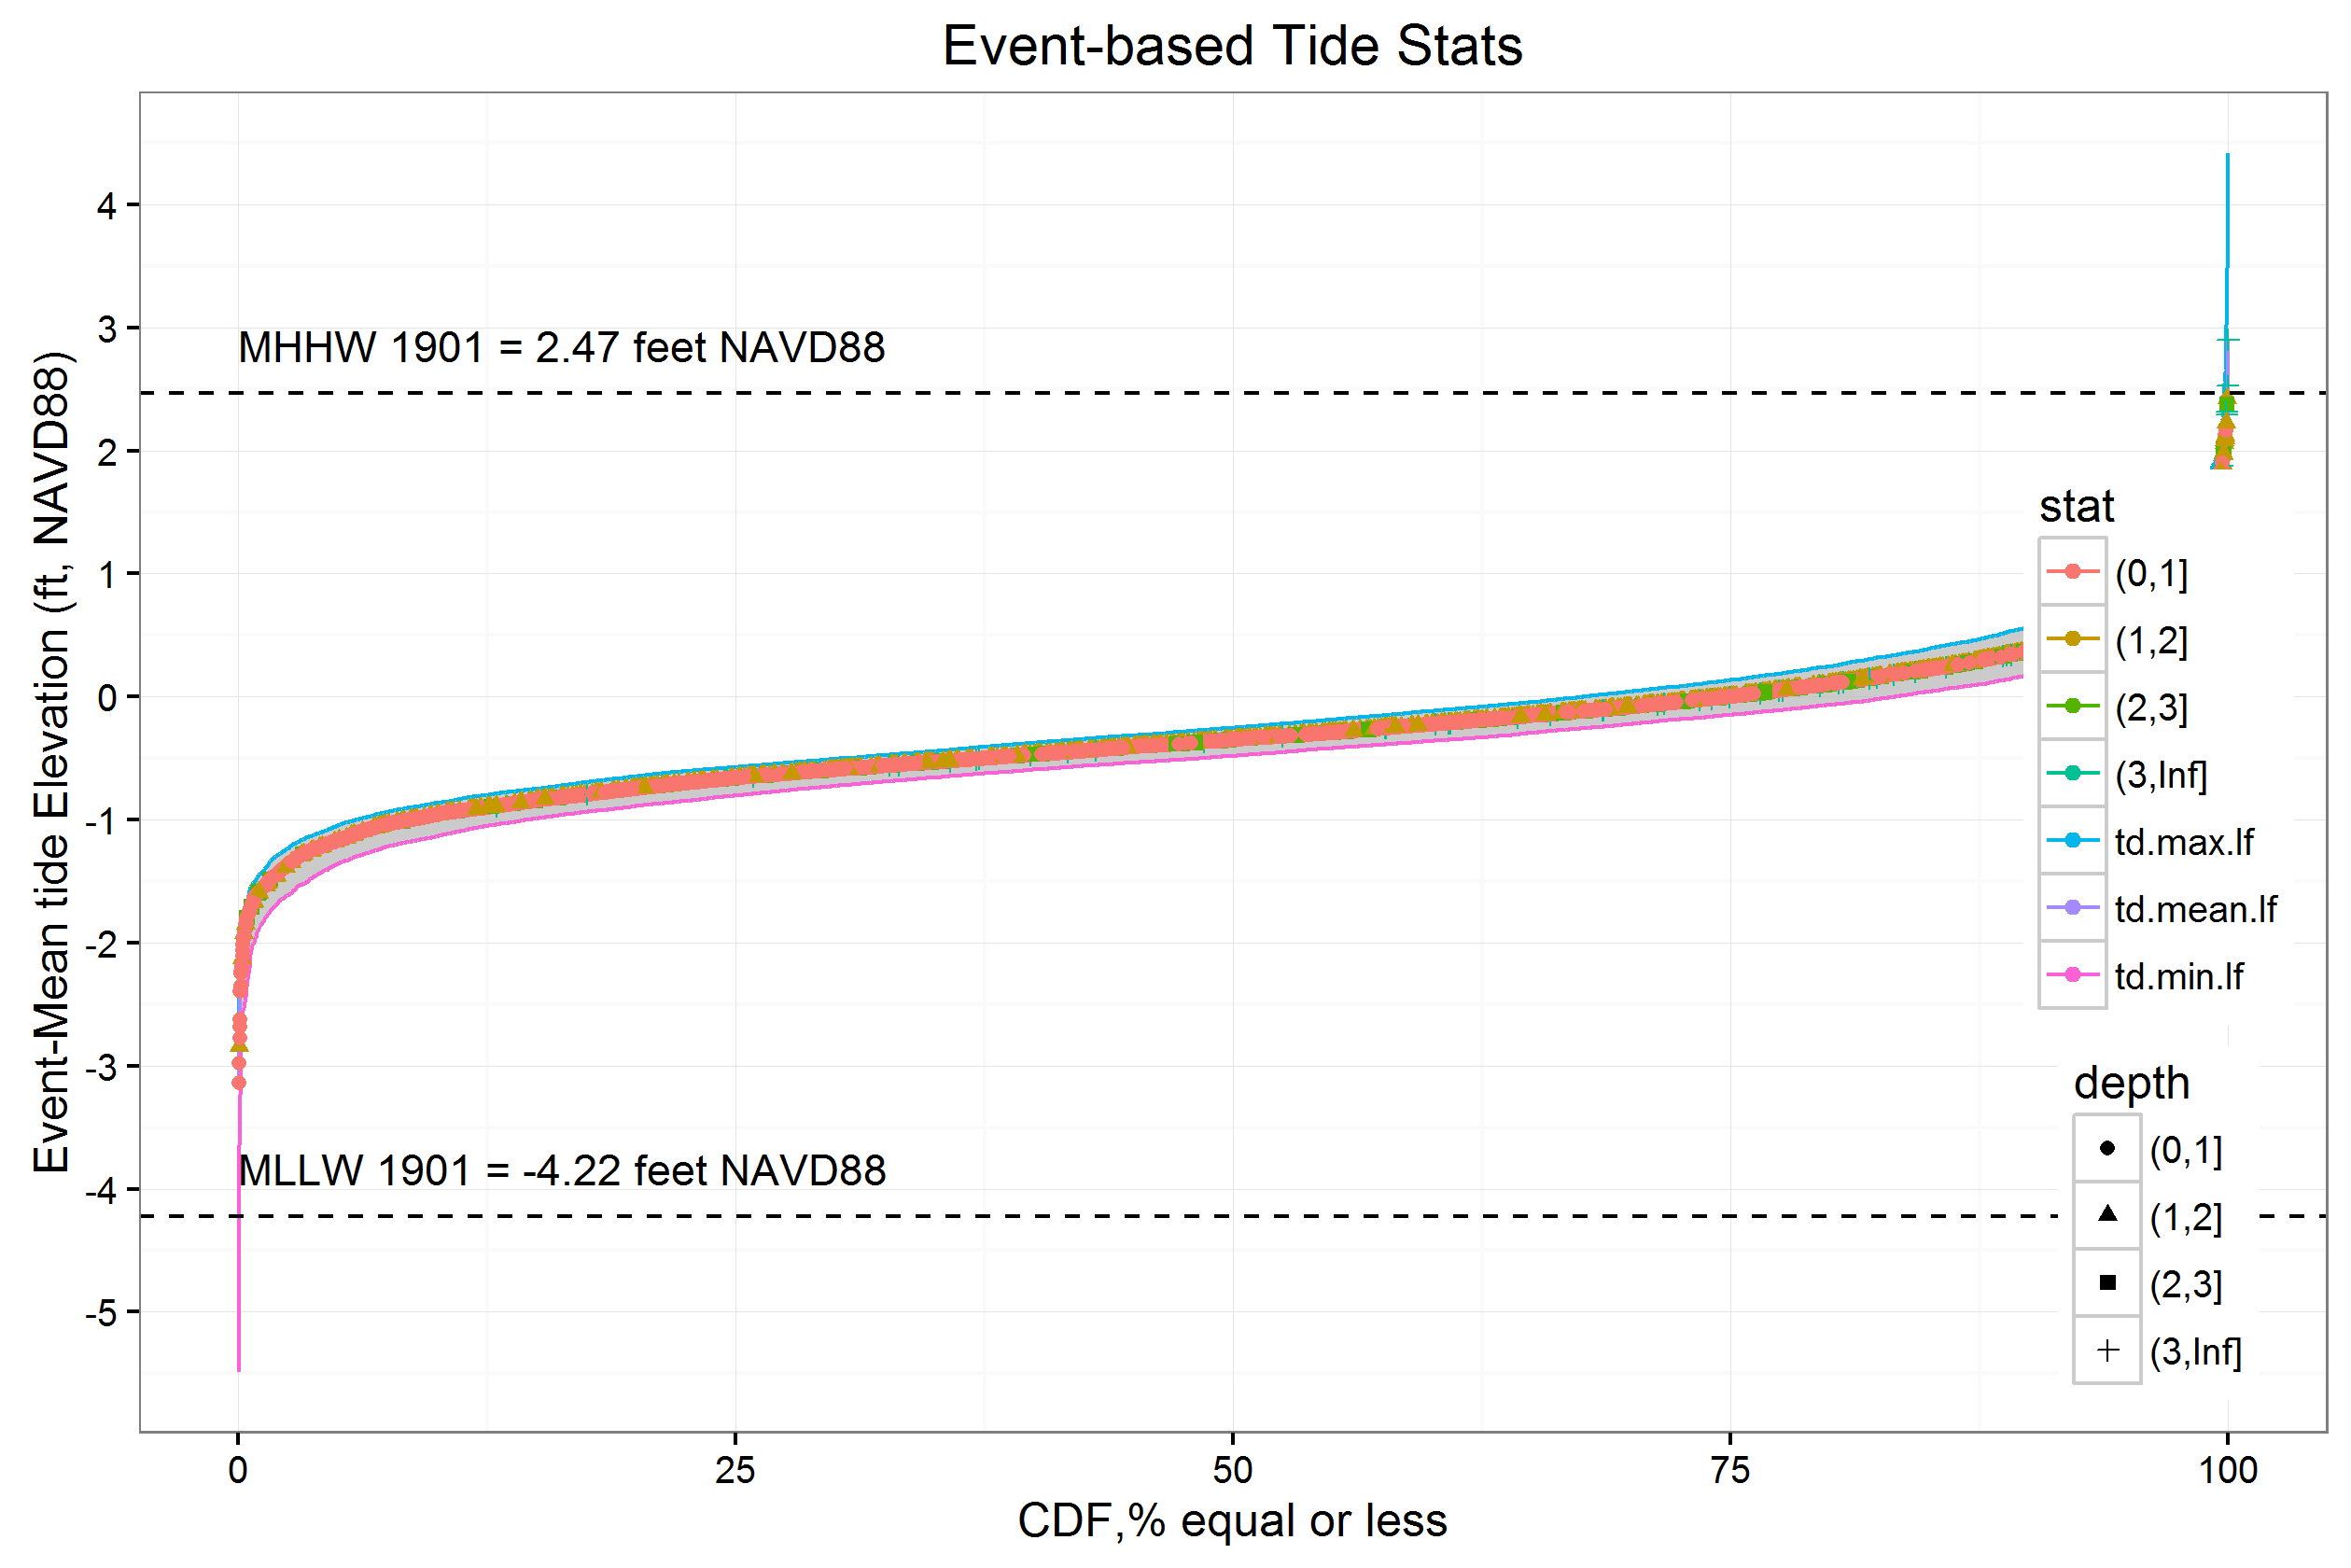 Event-based Tide Stats
Event-Mean tide Elevation (ft, NAVD88)
4
3
2
1
0
-1
-2
-3
-4
-5
MHHW 1901 = 2.47 feet NAVD88
MLLW 1901 = -4.22 feet NAVD88
stat
(0,1]
(1,2]
(2,3]
(3,Inf]
td.max.lf
td.mean.lf
td.min.lf
depth
(0,1]
(1,2]
(2,3]
(3,Inf]
0
25
50
75
100
CDF,% equal or less